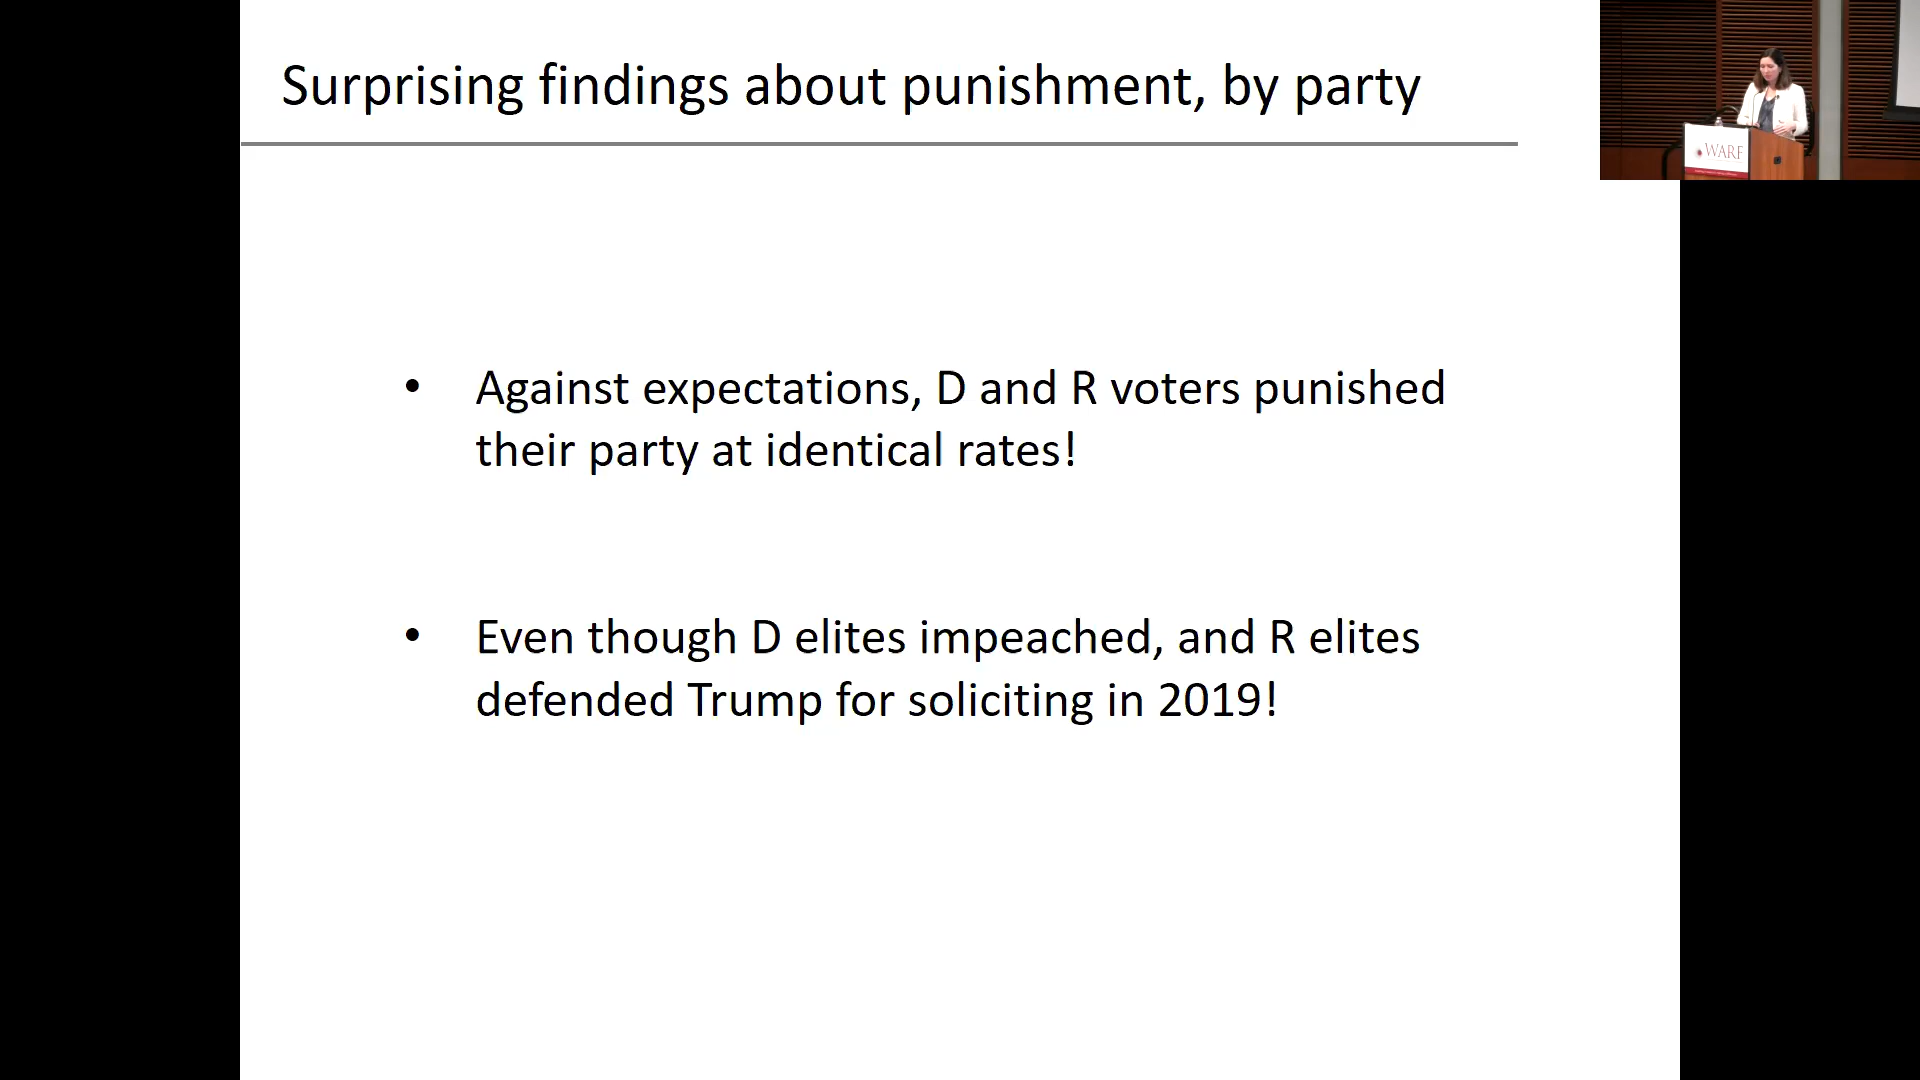 Surprising findings about punishment, by party
WARF
• Against expectations, D and R voters punished
their party at identical rates!
• Even though D elites impeached, and R elites
defended Trump for soliciting in 2019!